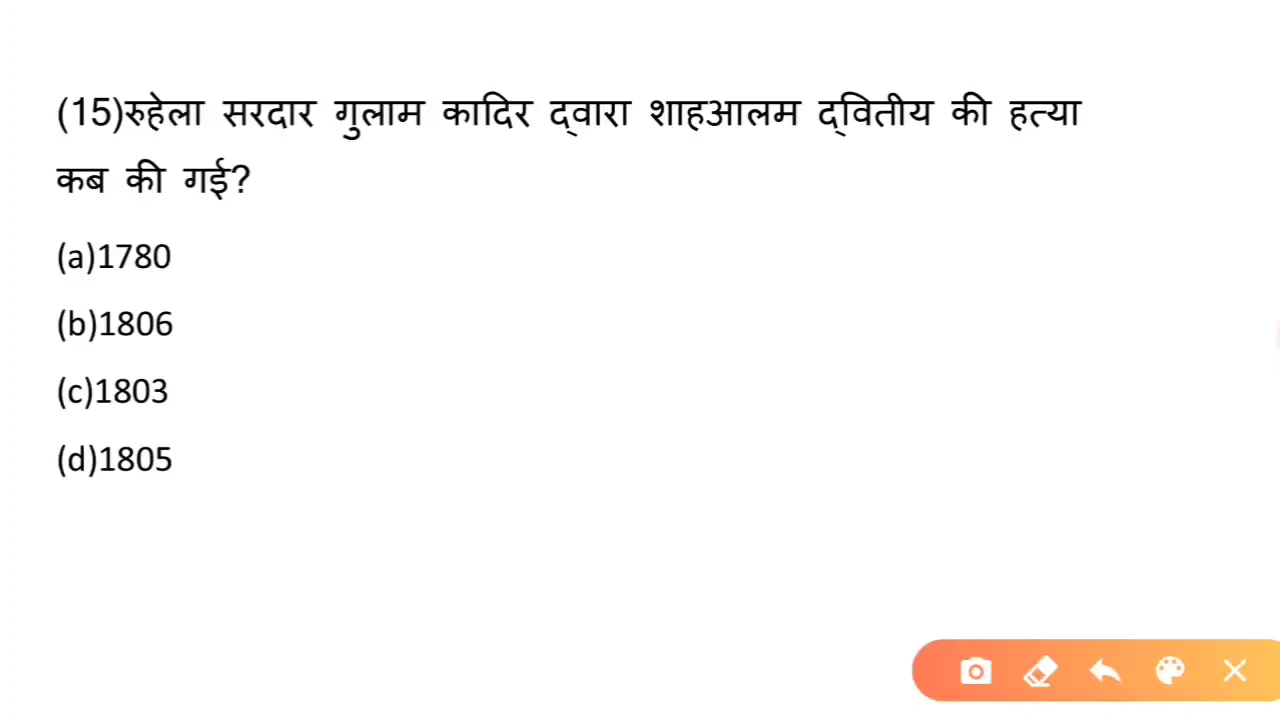 (15)रुहेला सरदार गुलाम कादिर द्वारा शाहआलम द्वितीय की हत्या
कब की गई?
(a)1780
(b)1806
(c)1803
(d)1805